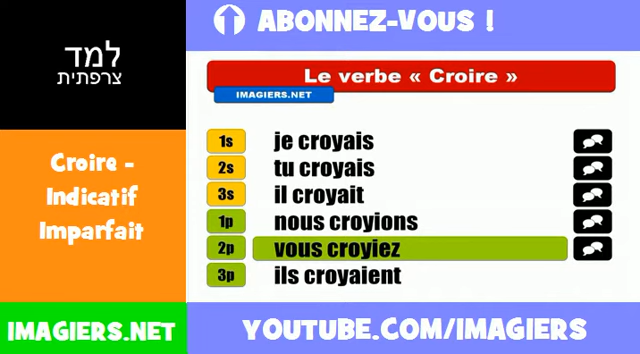 למד
צרפתית
Croire -
Indicatif
Imparfait
IMAGIERS.NET
ABONNEZ-VOUS !
Le verbe « Croire »
IMAGIERS.NET
1s je croyais
2s tu croyais
3s il croyait
1p nous croyions
2p vous croyiez
3p ils croyaient
YOUTUBE.COM/IMAGIERS